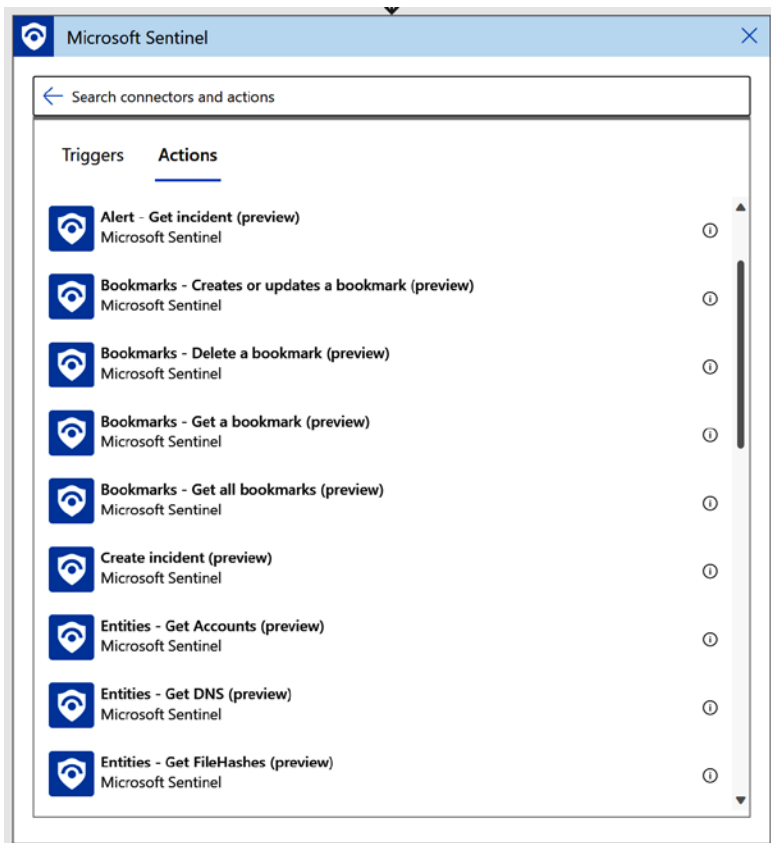 Microsoft Sentinel
Search connectors and actions
Triggers Actions
Alert - Get incident (preview)
Microsoft Sentinel
Bookmarks - Creates or updates a bookmark (preview)
Microsoft Sentinel
Bookmarks - Delete a bookmark (preview)
Microsoft Sentinel
Bookmarks - Get a bookmark (preview)
Microsoft Sentinel
Bookmarks - Get all bookmarks (preview)
Microsoft Sentinel
Create incident (preview)
Microsoft Sentinel
Entities - Get Accounts (preview)
Microsoft Sentinel
Entities - Get DNS (preview)
Microsoft Sentinel
Entities - Get FileHashes (preview)
Microsoft Sentinel